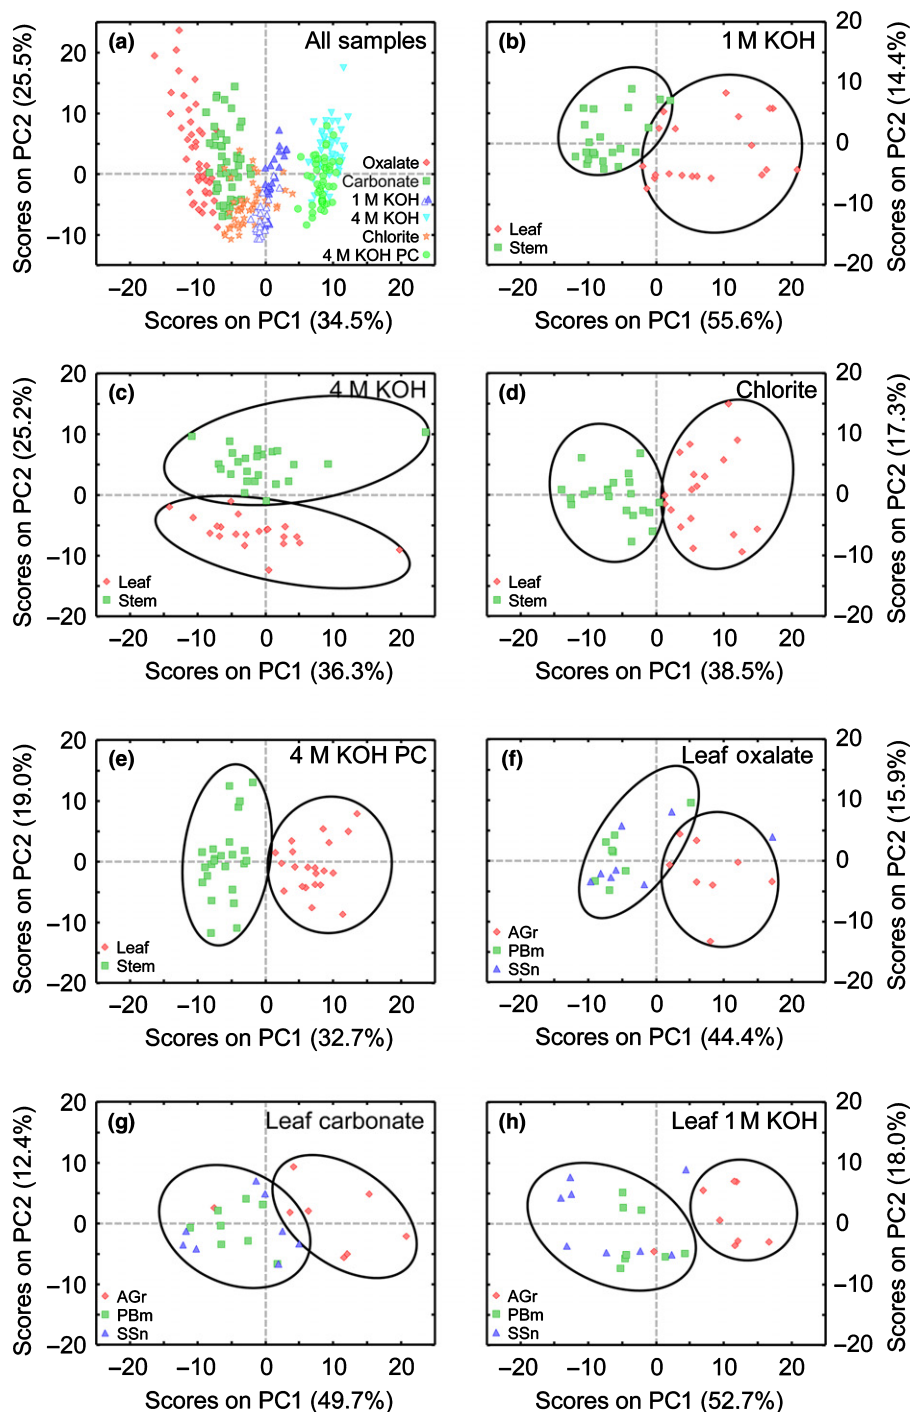 (a) All samples
Scores on PC2 (25.5%)
20
10
0
−10
Oxalate
Carbonate
1 M KOH
4 M KOH
Chlorite
4 M KOH PC
−20 −10 0 10 20
Scores on PC1 (34.5%)
(b) 1 M KOH
20
10
0
−10
−20
Scores on PC2 (14.4%)
Leaf
Stem
−20 −10 0 10 20
Scores on PC1 (55.6%)
(c) 4 M KOH
Scores on PC2 (25.2%)
20
10
0
−10
−20
Leaf
Stem
−20 −10 0 10 20
Scores on PC1 (36.3%)
(d) Chlorite
20
10
0
−10
−20
Scores on PC2 (17.3%)
Leaf
Stem
−20 −10 0 10 20
Scores on PC1 (38.5%)
(e) 4 M KOH PC
Scores on PC2 (19.0%)
20
10
0
−10
−20
Leaf
Stem
−20 −10 0 10 20
Scores on PC1 (32.7%)
(f) Leaf oxalate
20
10
0
−10
−20
Scores on PC2 (15.9%)
AGr
PBm
SSn
−20 −10 0 10 20
Scores on PC1 (44.4%)
(g) Leaf carbonate
Scores on PC2 (12.4%)
20
10
0
−10
−20
AGr
PBm
SSn
−20 −10 0 10 20
Scores on PC1 (49.7%)
(h) Leaf 1 M KOH
20
10
0
−10
−20
Scores on PC2 (18.0%)
AGr
PBm
SSn
−20 −10 0 10 20
Scores on PC1 (52.7%)